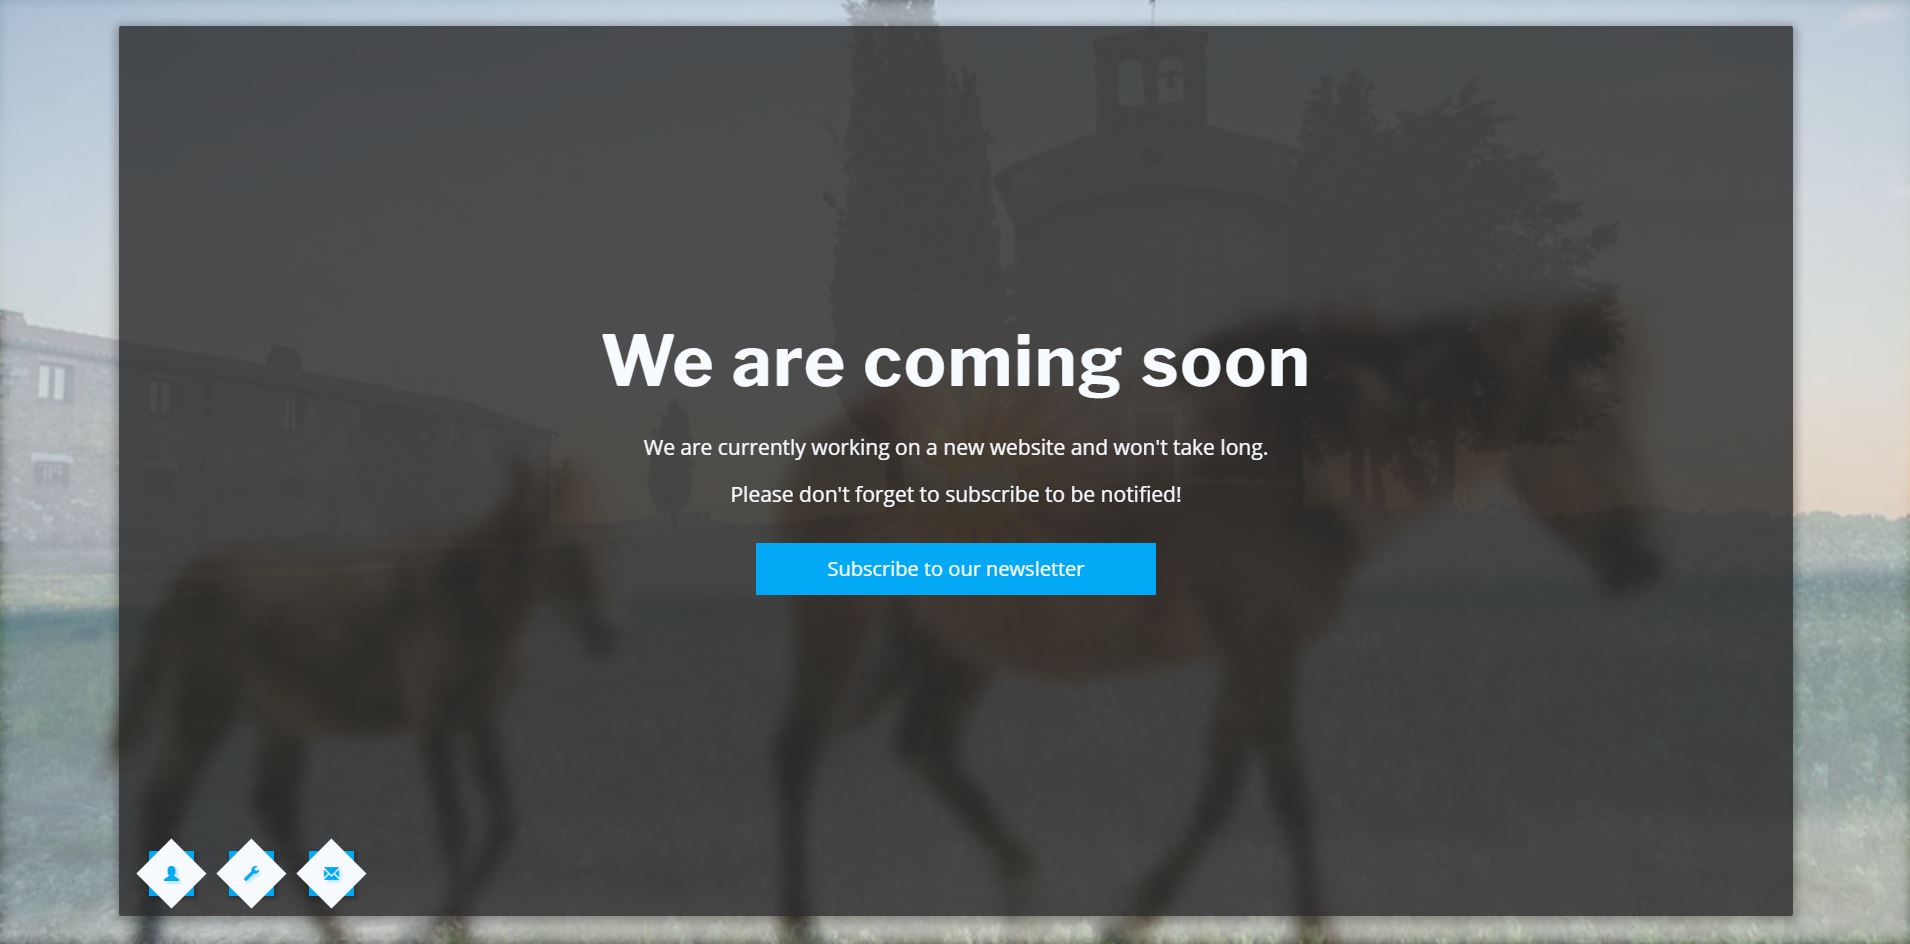 We are coming soon
We are currently working on a new website and won't take long.
Please don't forget to subscribe to be notified!
Subscribe to our newsletter